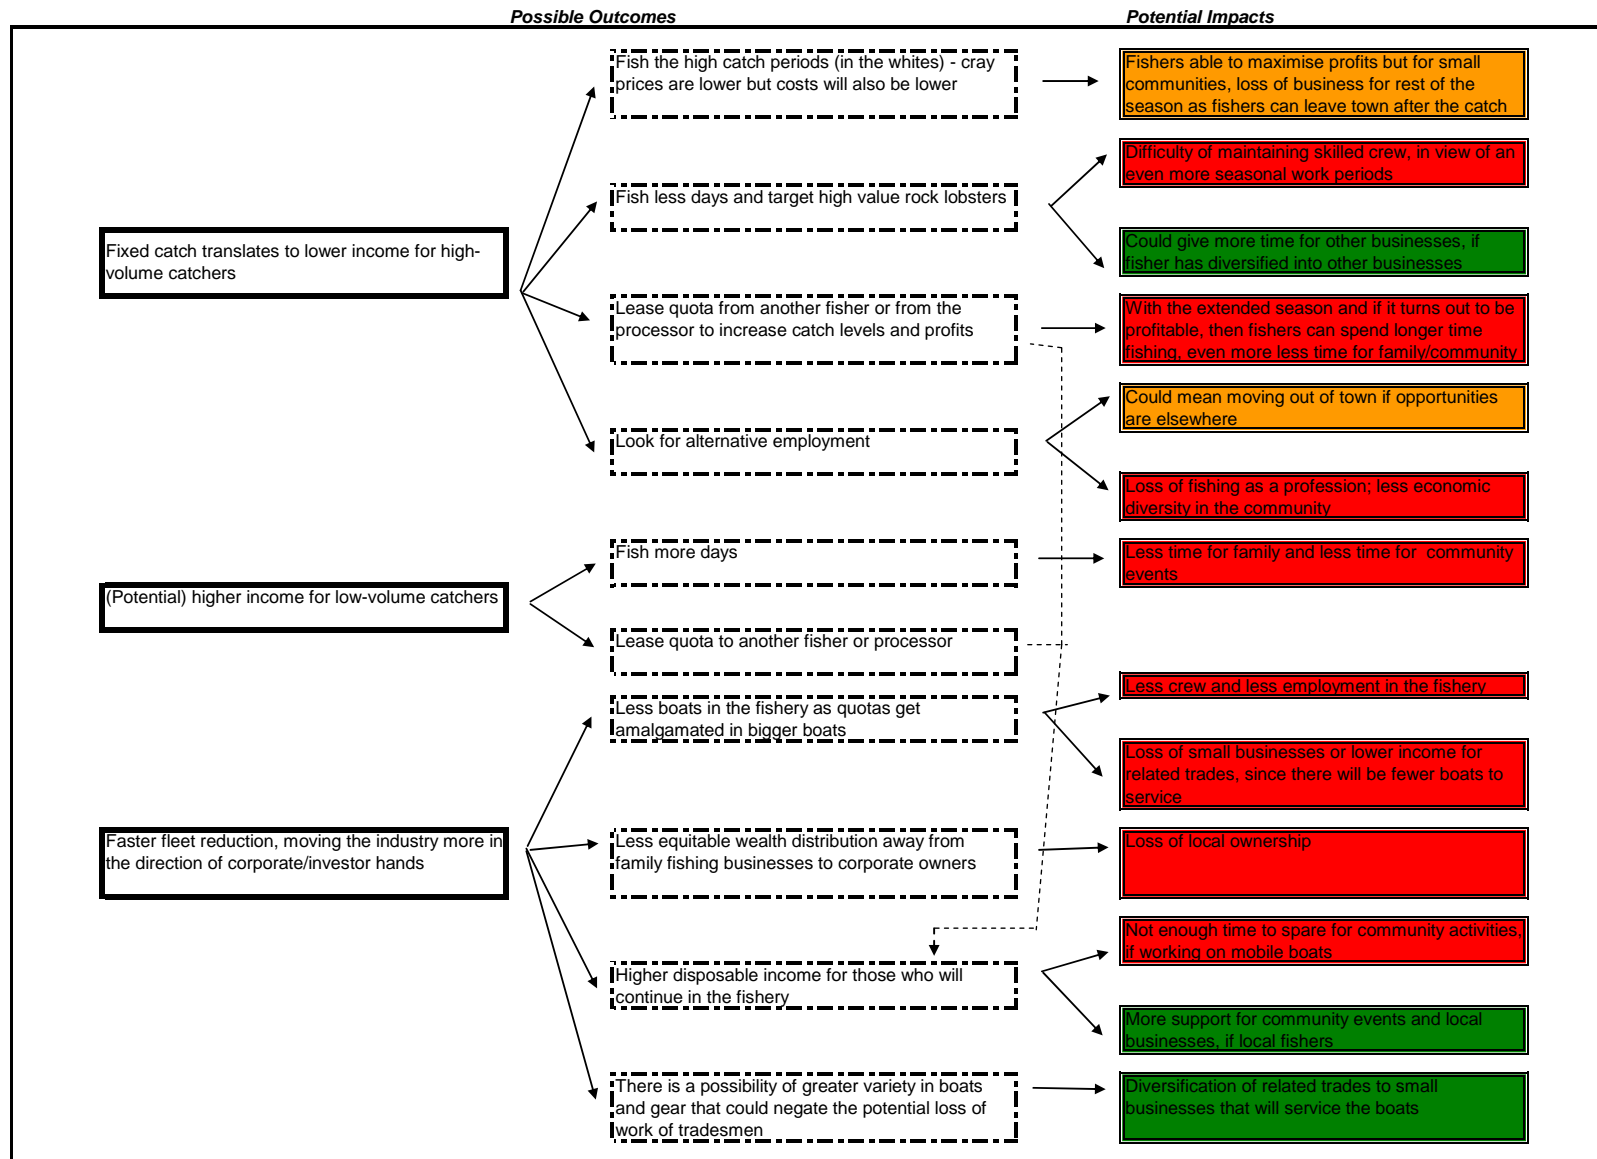 Possible Outcomes
Potential Impacts
Fish the high catch periods (in the whites) - cray
prices are lower but costs will also be lower
Fishers able to maximise profits but for small
communities, loss of business for rest of the
season as fishers can leave town after the catch
Difficulty of maintaining skilled crew, in view of an
even more seasonal work periods
Fish less days and target high value rock lobsters
Fixed catch translates to lower income for high-
volume catchers
Could give more time for other businesses, if
fisher has diversified into other businesses
Lease quota from another fisher or from the
processor to increase catch levels and profits
With the extended season and if it turns out to be
profitable, then fishers can spend longer time
fishing, even more less time for family/community
Could mean moving out of town if opportunities
are elsewhere
Look for alternative employment
Loss of fishing as a profession; less economic
diversity in the community
Fish more days
Less time for family and less time for  community
events
(Potential) higher income for low-volume catchers
Lease quota to another fisher or processor
Less crew and less employment in the fishery
Less boats in the fishery as quotas get
amalgamated in bigger boats
Loss of small businesses or lower income for
related trades, since there will be fewer boats to
service
Faster fleet reduction, moving the industry more in
the direction of corporate/investor hands
Less equitable wealth distribution away from
family fishing businesses to corporate owners
Loss of local ownership
Not enough time to spare for community activities,
if working on mobile boats
Higher disposable income for those who will
continue in the fishery
More support for community events and local
businesses, if local fishers
There is a possibility of greater variety in boats
and gear that could negate the potential loss of
work of tradesmen
Diversification of related trades to small
businesses that will service the boats